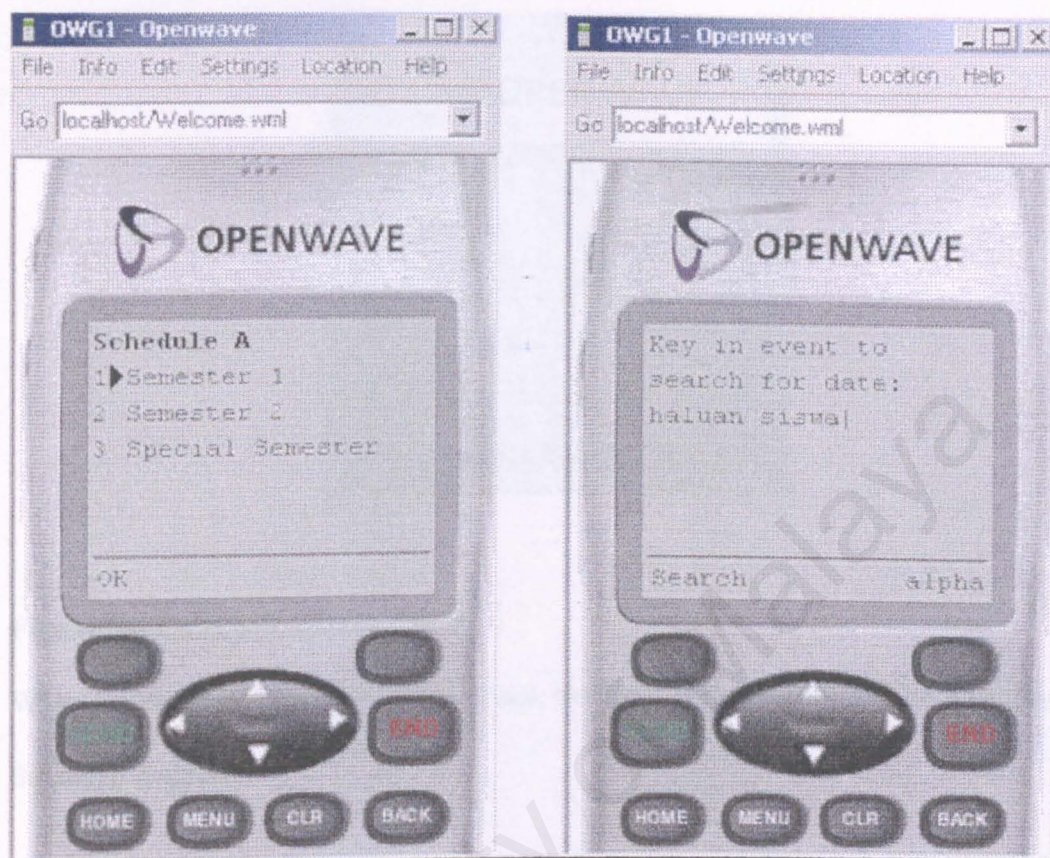 OWG1 - Openwave
File Info Edit Settings Location Help
Go localhost/Welcome.wml
OPENWAVE
Schedule A
1 Semester 1
2 Semester 2
3 Special Semester
OK
END
HOME MENU CLR BACK
OWG1 - Openwave
File Info Edit Settings Location Help
Go localhost/Welcome.wml
OPENWAVE
Key in event to
search for date:
haluan siswa
Search alpha
END
HOME MENU CLR BACK
Malaya